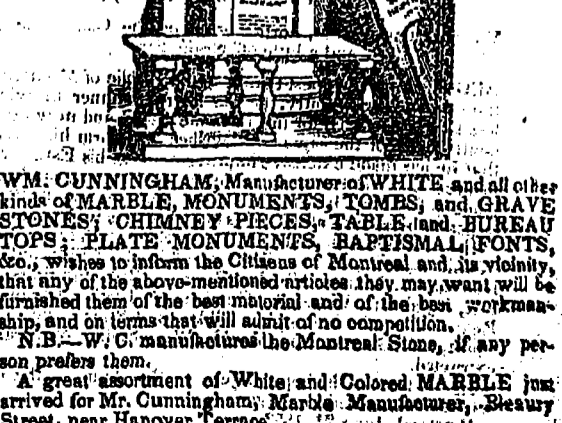 WM. CUNNINGHAM, Manufacturer of WHITE and all other
kinds of MARBLE, MONUMENTS, TOMBS, and GRAVE
STONES; CHIMNEY PIECES, TABLE and BUREAU
TOPS; PLATE MONUMENTS, BAPTISMAL FONTS,
&c., wishes to inform the Citizens of Montreal and its vicinity,
that any of the above-mentioned articles they may want will be
furnished them of the best material and of the best workman-
ship, and on terms that will admit of no competition.
N.B.—W. C. manufactures the Montreal Stone, if any per-
son prefers them.
A great assortment of White and Colored MARBLE just
arrived for Mr. Cunningham, Marble Manufacturer, Bleaury
Street, near Hanover Terrace